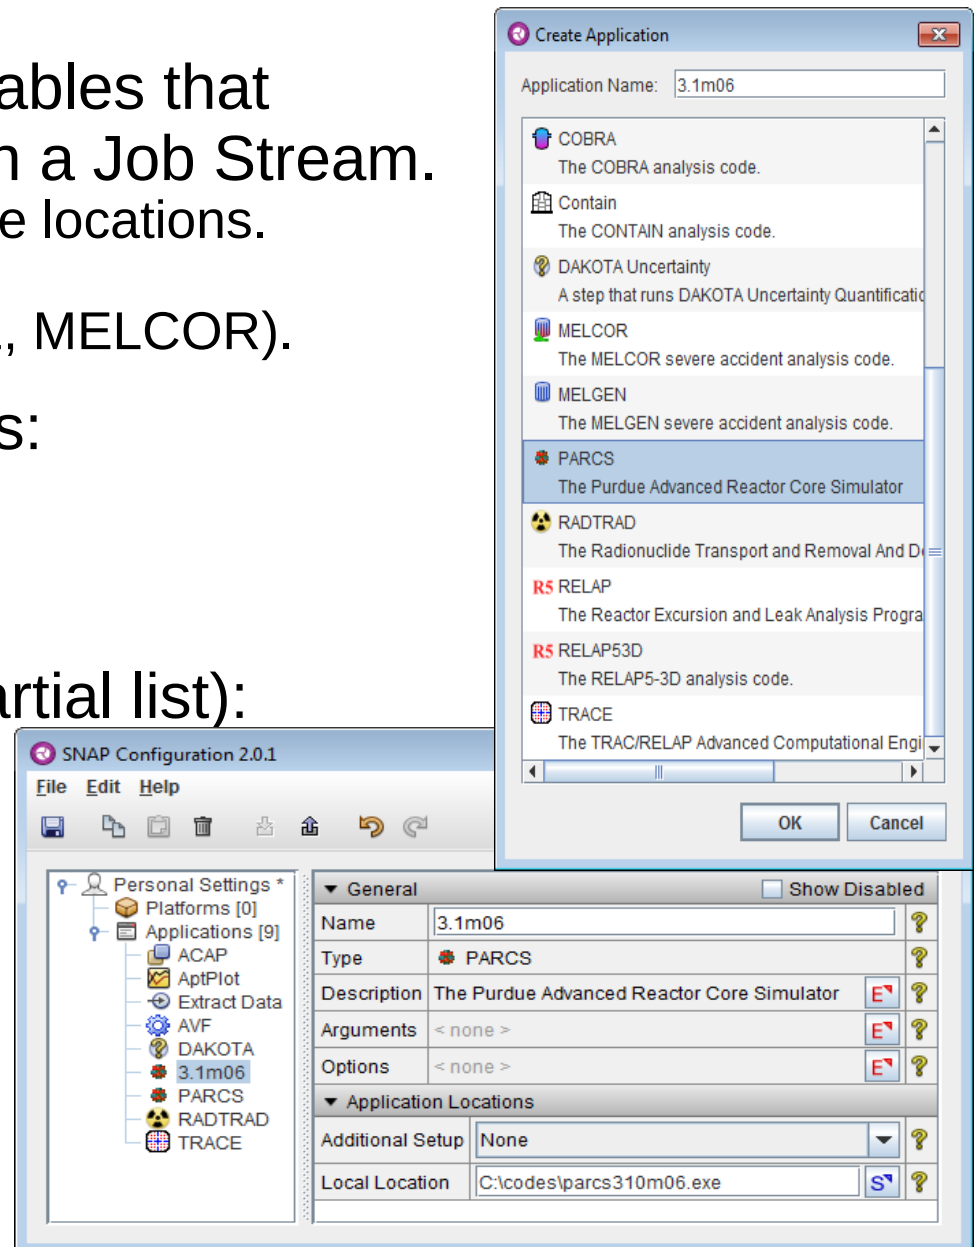 ables that
n a Job Stream.
e locations.
, MELCOR).
s:
artial list):
Create Application
Application Name: 3.1m06
COBRA
The COBRA analysis code.
Contain
The CONTAIN analysis code.
DAKOTA Uncertainty
A step that runs DAKOTA Uncertainty Quantificatio
MELCOR
The MELCOR severe accident analysis code.
MELGEN
The MELGEN severe accident analysis code.
PARCS
The Purdue Advanced Reactor Core Simulator
RADTRAD
The Radionuclide Transport and Removal And D
R5 RELAP
The Reactor Excursion and Leak Analysis Progra
R5 RELAP53D
The RELAP5-3D analysis code.
TRACE
The TRAC/RELAP Advanced Computational Engi
OK Cancel
SNAP Configuration 2.0.1
File Edit Help
Personal Settings *
Platforms [0]
Applications [9]
ACAP
AptPlot
Extract Data
AVF
DAKOTA
3.1m06
PARCS
RADTRAD
TRACE
General Show Disabled
Name 3.1m06
Type PARCS
Description The Purdue Advanced Reactor Core Simulator E
Arguments < none > E
Options < none > E
Application Locations
Additional Setup None
Local Location C:\codes\parcs310m06.exe S